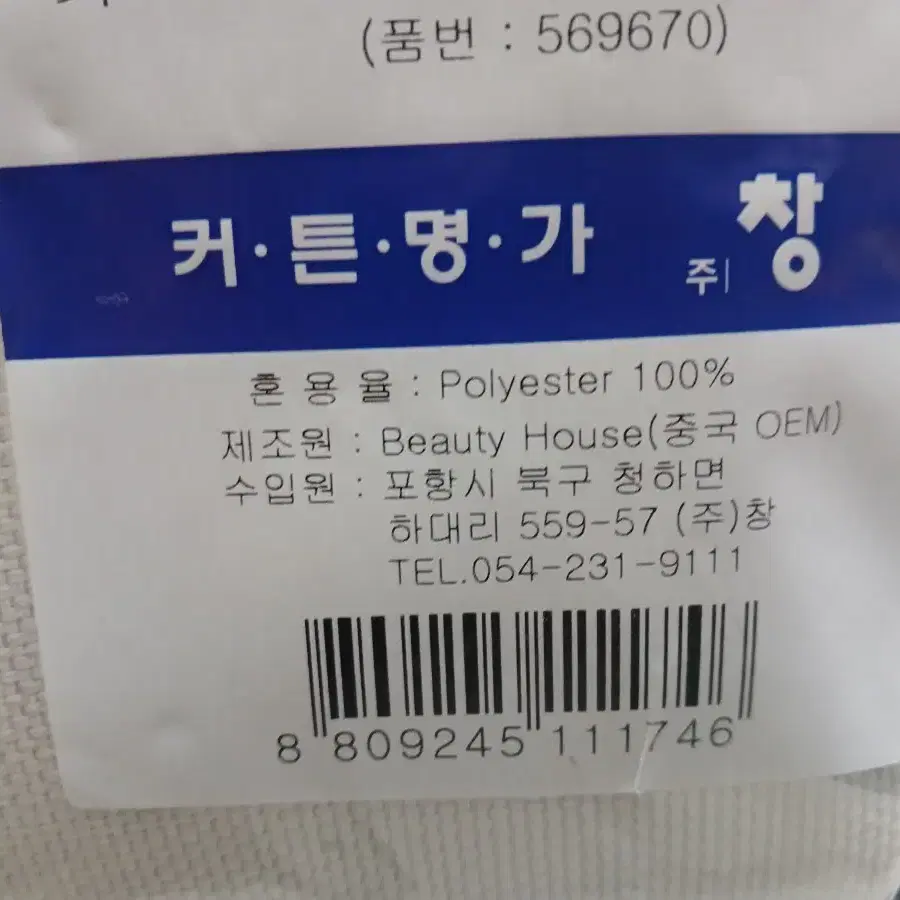 (품번 : 569670)
커·튼·명·가 주| 창
혼 용 율 : Polyester 100%
제조원 : Beauty House(중국 OEM)
수입원 : 포항시 북구 청하면
하대리 559-57 (주)창
TEL.054-231-9111
8 809245 111746